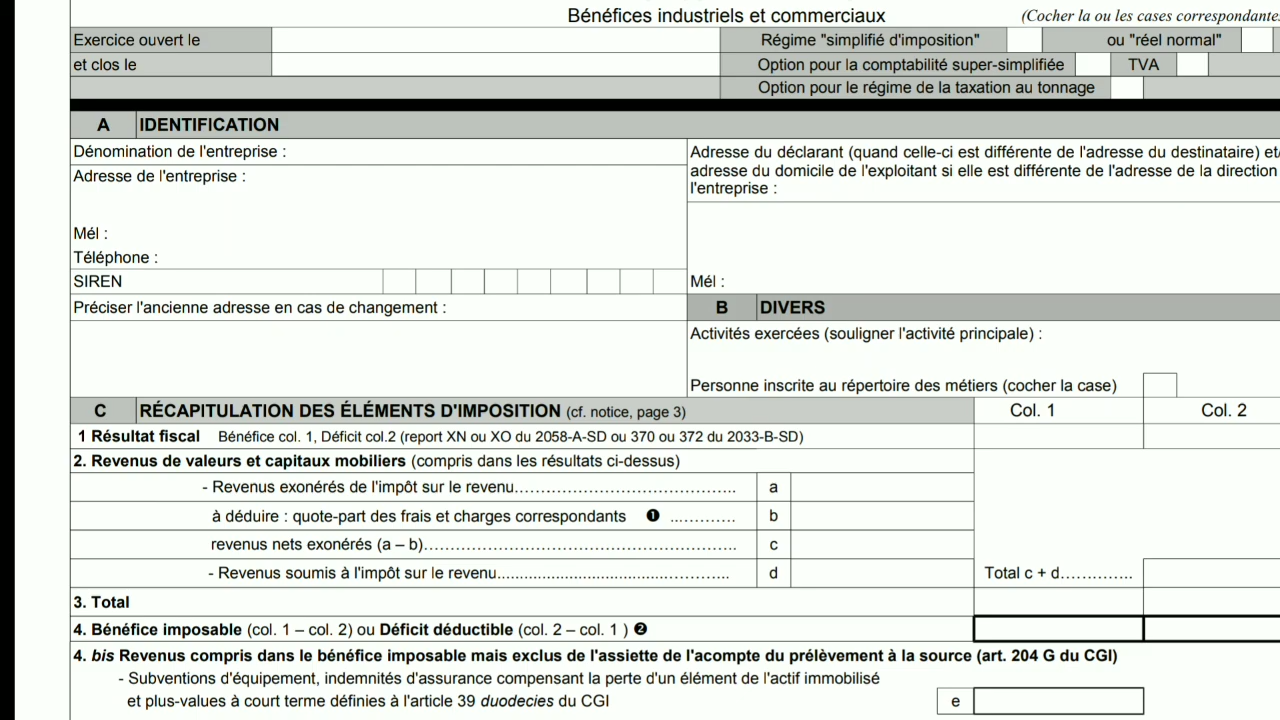 Bénéfices industriels et commerciaux
(Cocher la ou les cases correspondantes
Exercice ouvert le
Régime "simplifié d'imposition"
ou "réel normal"
et clos le
Option pour la comptabilité super-simplifiée
TVA
Option pour le régime de la taxation au tonnage
A IDENTIFICATION
Dénomination de l'entreprise :
Adresse de l'entreprise :
Mél :
Téléphone :
SIREN
Préciser l'ancienne adresse en cas de changement :
Adresse du déclarant (quand celle-ci est différente de l'adresse du destinataire) et/
adresse du domicile de l'exploitant si elle est différente de l'adresse de la direction
l'entreprise :
Mél :
B DIVERS
Activités exercées (souligner l'activité principale) :
Personne inscrite au répertoire des métiers (cocher la case)
C RÉCAPITULATION DES ÉLÉMENTS D'IMPOSITION (cf. notice, page 3) Col. 1 Col. 2
1 Résultat fiscal Bénéfice col. 1, Déficit col.2 (report XN ou XO du 2058-A-SD ou 370 ou 372 du 2033-B-SD)
2. Revenus de valeurs et capitaux mobiliers (compris dans les résultats ci-dessus)
- Revenus exonérés de l'impôt sur le revenu…………………………………….. a
à déduire : quote-part des frais et charges correspondants ❶ ..………… b
revenus nets exonérés (a – b)…………………………………………………….. c
- Revenus soumis à l'impôt sur le revenu.....................................………….. d Total c + d…………..
3. Total
4. Bénéfice imposable (col. 1 – col. 2) ou Déficit déductible (col. 2 – col. 1 ) ❷
4. bis Revenus compris dans le bénéfice imposable mais exclus de l'assiette de l'acompte du prélèvement à la source (art. 204 G du CGI)
- Subventions d'équipement, indemnités d'assurance compensant la perte d'un élément de l'actif immobilisé
et plus-values à court terme définies à l'article 39 duodecies du CGI e